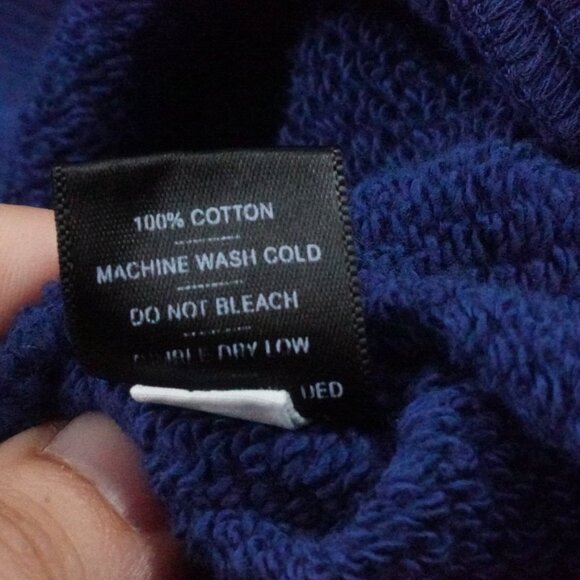 100% COTTON
MACHINE WASH COLD
DO NOT BLEACH
DRY LOW